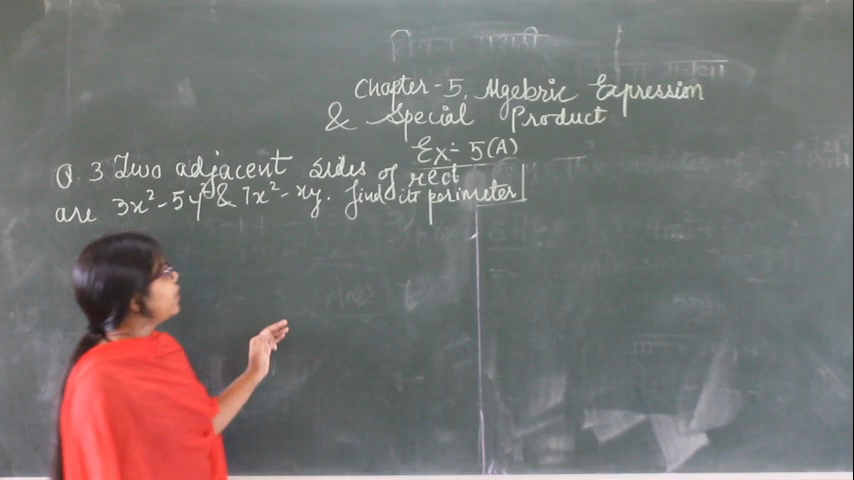 Chapter-5, Algebric Expression
& Special Product
Ex:- 5(A)
Q. 3 Two adjacent sides of rect
are 3x²-5y² & 7x²-xy. find its perimeter